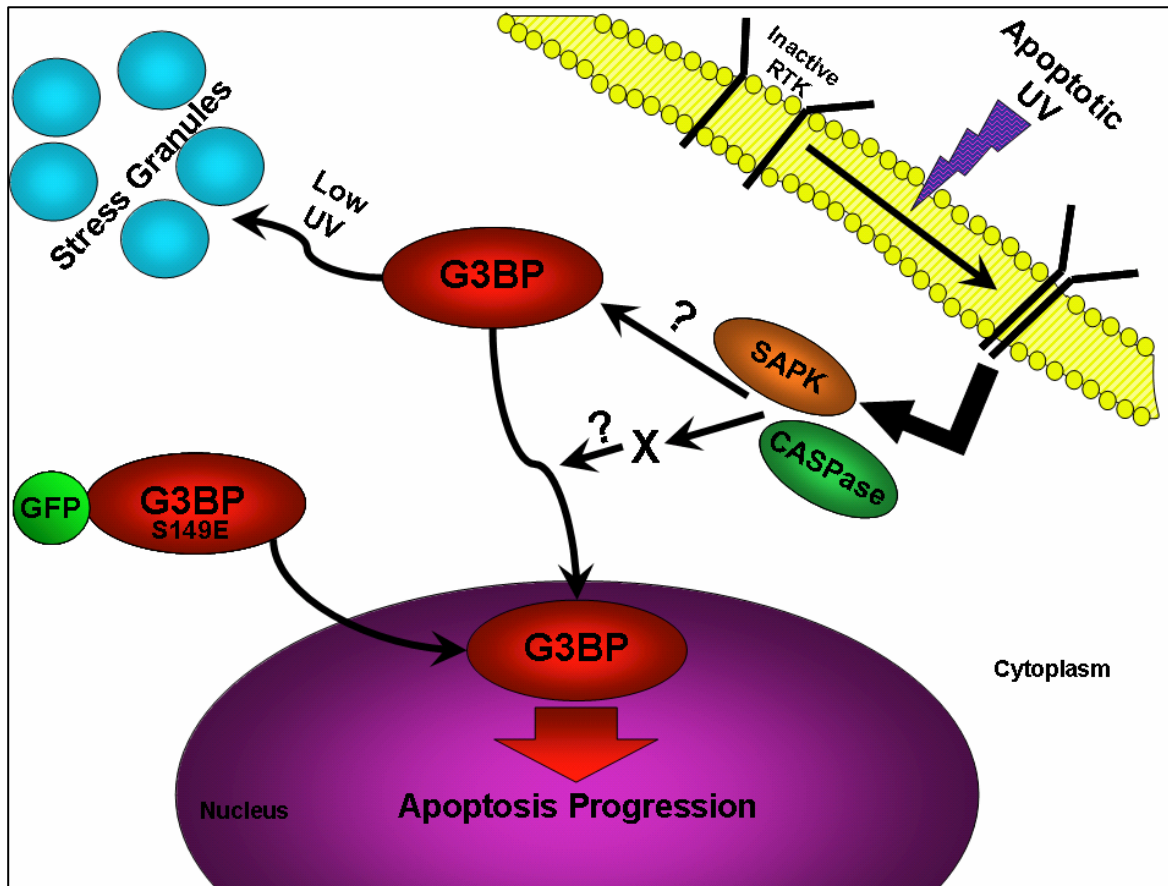 Stress Granules
Low
UV
Inactive
RTK
Apoptotic
UV
G3BP
?
SAPK
?
X
CASPase
GFP
G3BP
S149E
G3BP
Cytoplasm
Nucleus
Apoptosis Progression